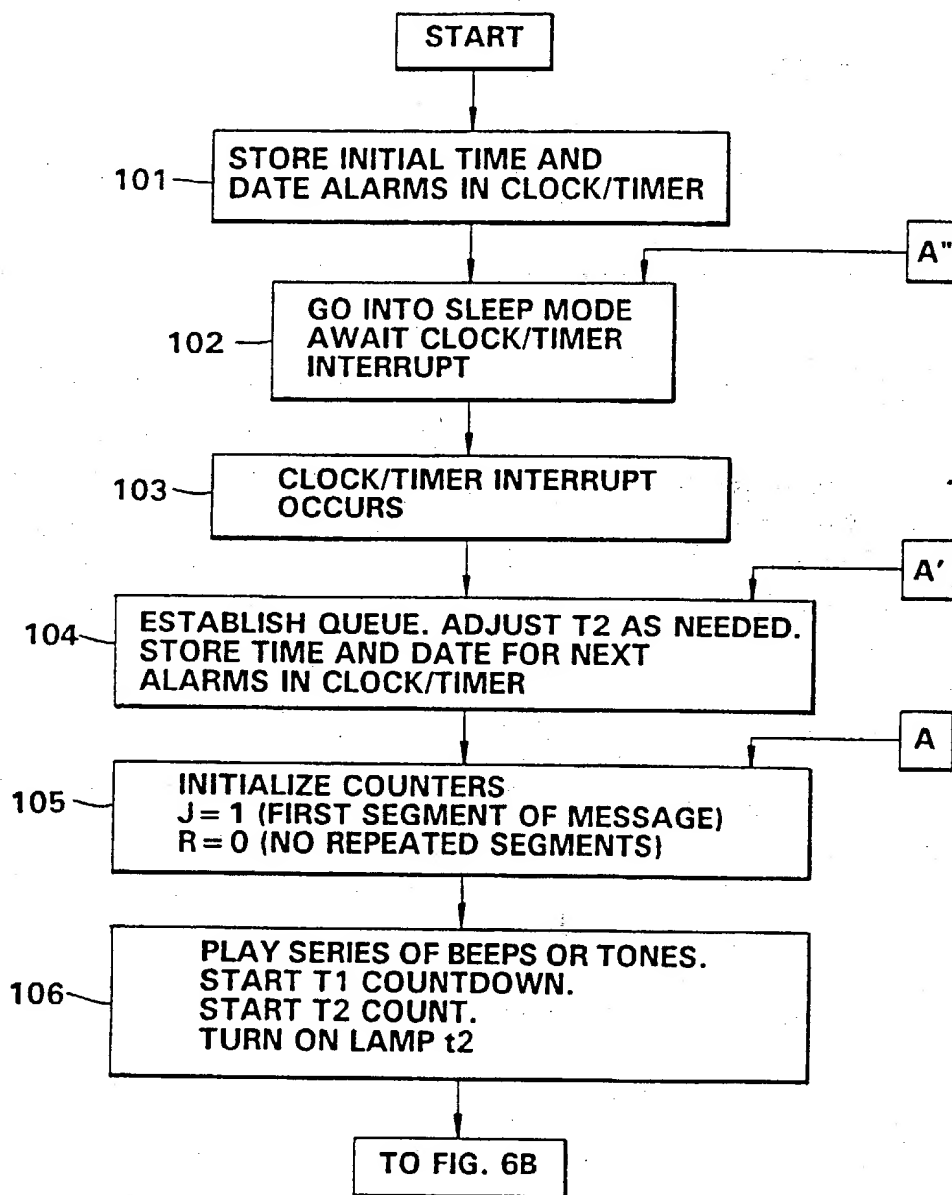 START
101
STORE INITIAL TIME AND
DATE ALARMS IN CLOCK/TIMER
A"
102
GO INTO SLEEP MODE
AWAIT CLOCK/TIMER
INTERRUPT
103
CLOCK/TIMER INTERRUPT
OCCURS
A'
104
ESTABLISH QUEUE. ADJUST T2 AS NEEDED.
STORE TIME AND DATE FOR NEXT
ALARMS IN CLOCK/TIMER
A
105
INITIALIZE COUNTERS
J = 1 (FIRST SEGMENT OF MESSAGE)
R = 0 (NO REPEATED SEGMENTS)
106
PLAY SERIES OF BEEPS OR TONES.
START T1 COUNTDOWN.
START T2 COUNT.
TURN ON LAMP t2
TO FIG. 6B